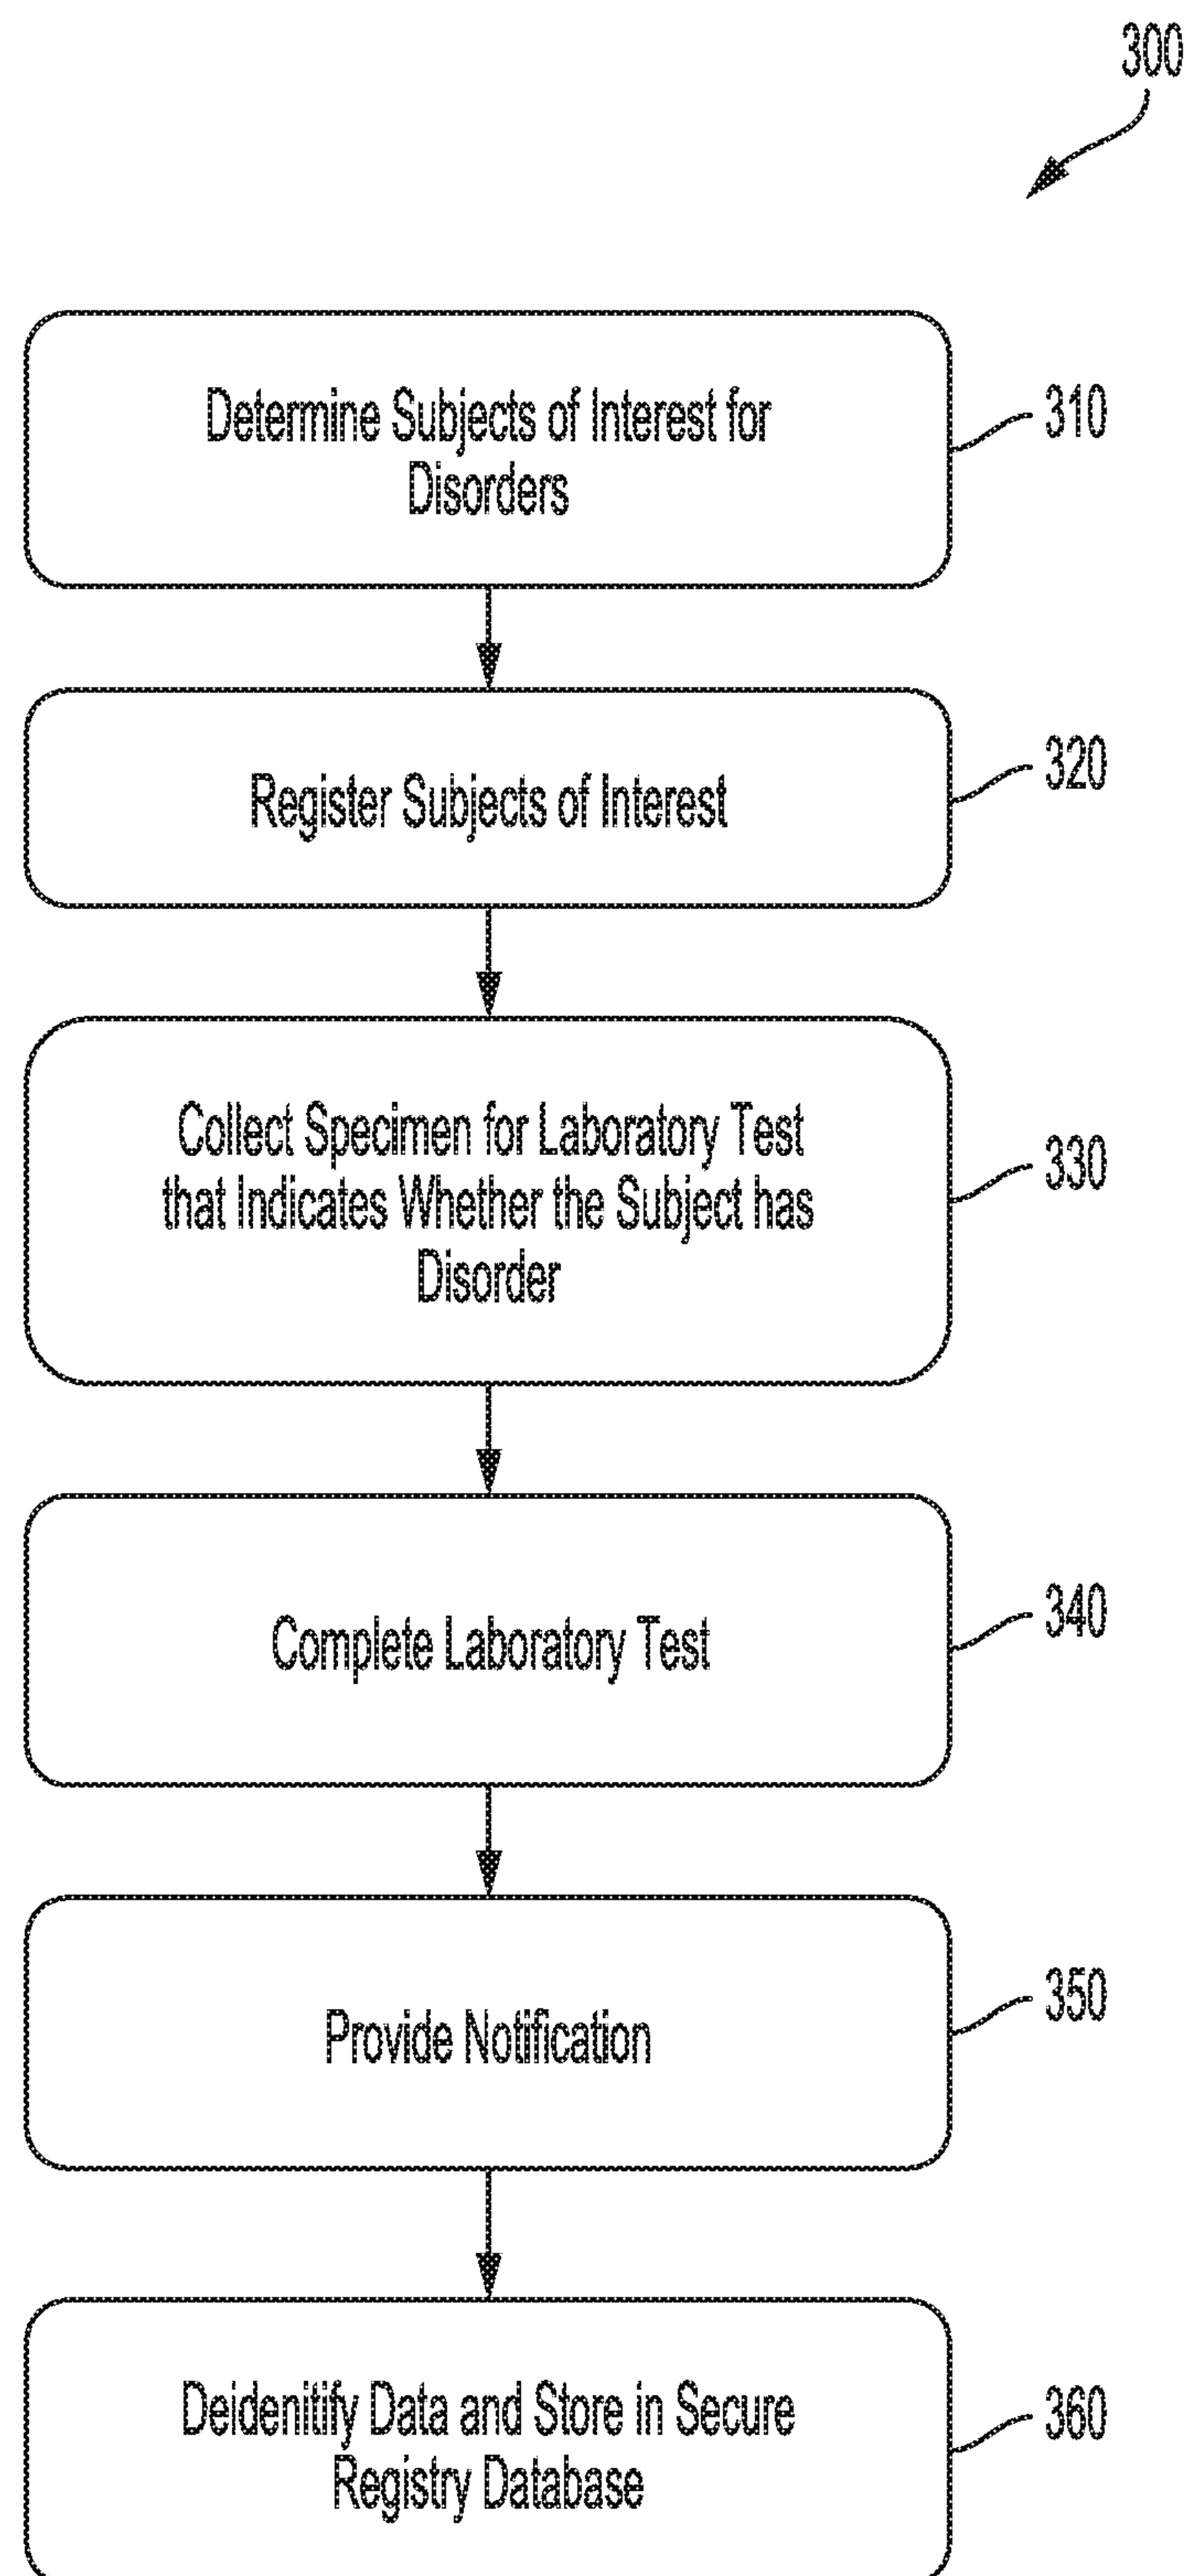 300
Determine Subjects of Interest for
Disorders
310
Register Subjects of Interest
320
Collect Specimen for Laboratory Test
that Indicates Whether the Subject has
Disorder
330
Complete Laboratory Test
340
Provide Notification
350
Deidenitify Data and Store in Secure
Registry Database
360